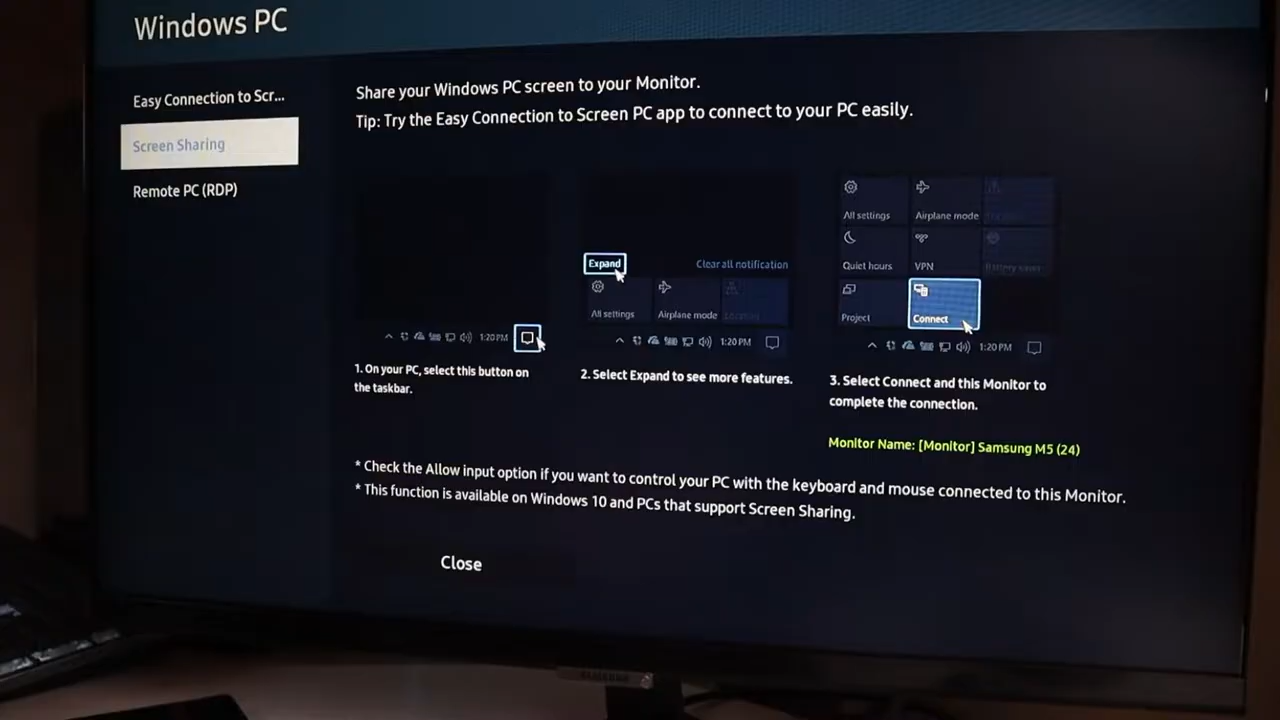 Windows PC
Easy Connection to Scr...
Screen Sharing
Remote PC (RDP)
Share your Windows PC screen to your Monitor.
Tip: Try the Easy Connection to Screen PC app to connect to your PC easily.
1:20 PM
1. On your PC, select this button on
the taskbar.
Expand
Clear all notification
All settings
Airplane mode
1:20 PM
2. Select Expand to see more features.
All settings
Airplane mode
Quiet hours
VPN
Battery saver
Project
Connect
1:20 PM
3. Select Connect and this Monitor to
complete the connection.
Monitor Name: [Monitor] Samsung M5 (24)
* Check the Allow input option if you want to control your PC with the keyboard and mouse connected to this Monitor.
* This function is available on Windows 10 and PCs that support Screen Sharing.
Close
SAMSUNG